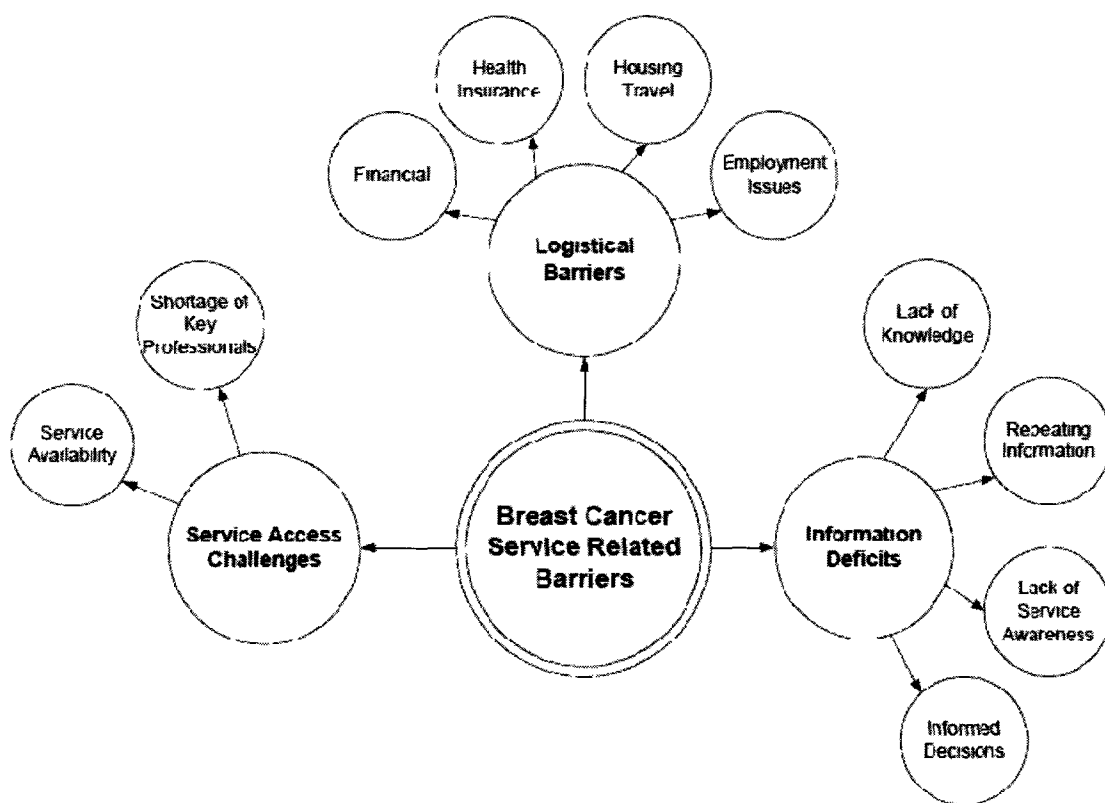 Health
Insurance
Housing
Travel
Financial
Employment
Issues
Logistical
Barriers
Shortage of
Key
Professionals
Lack of
Knowledge
Service
Availability
Repeating
Information
Service Access
Challenges
Breast Cancer
Service Related
Barriers
Information
Deficits
Lack of
Service
Awareness
Informed
Decisions